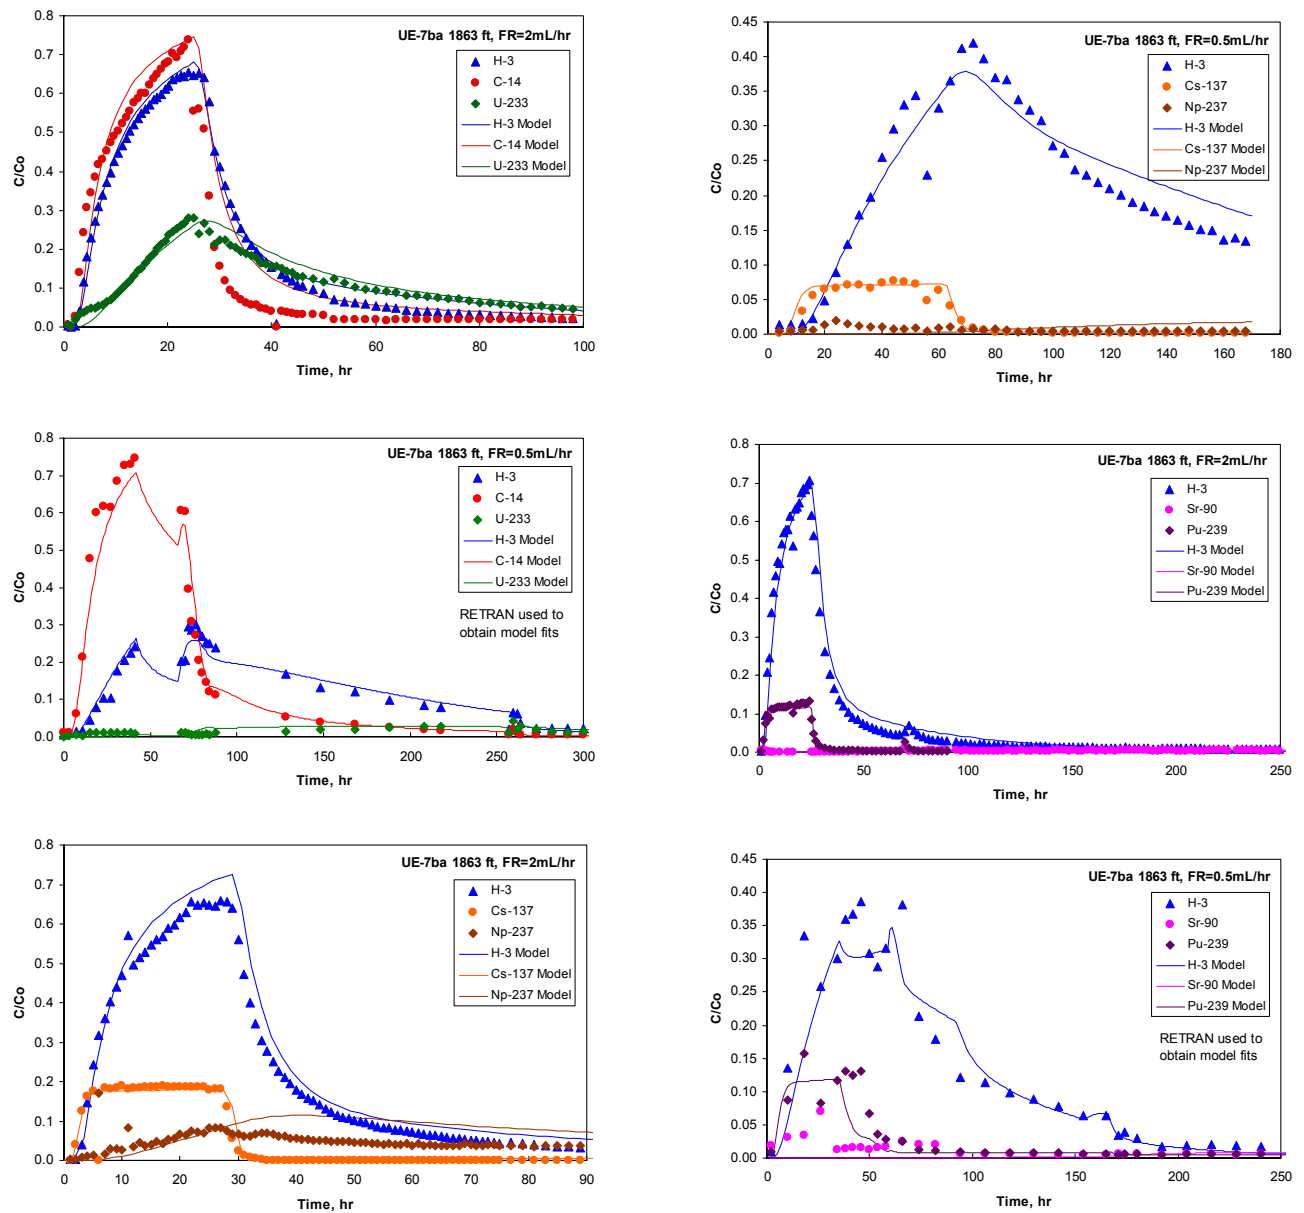 UE-7ba 1863 ft, FR=2mL/hr
H-3
C-14
U-233
H-3 Model
C-14 Model
U-233 Model
C/Co
0.8
0.7
0.6
0.5
0.4
0.3
0.2
0.1
0.0
0 20 40 60 80 100
Time, hr
UE-7ba 1863 ft, FR=0.5mL/hr
H-3
Cs-137
Np-237
H-3 Model
Cs-137 Model
Np-237 Model
C/Co
0.45
0.40
0.35
0.30
0.25
0.20
0.15
0.10
0.05
0.00
0 20 40 60 80 100 120 140 160 180
Time, hr
UE-7ba 1863 ft, FR=0.5mL/hr
H-3
C-14
U-233
H-3 Model
C-14 Model
U-233 Model
RETRAN used to
obtain model fits
C/Co
0.8
0.7
0.6
0.5
0.4
0.3
0.2
0.1
0.0
0 50 100 150 200 250 300
Time, hr
UE-7ba 1863 ft, FR=2mL/hr
H-3
Sr-90
Pu-239
H-3 Model
Sr-90 Model
Pu-239 Model
C/Co
0.8
0.7
0.6
0.5
0.4
0.3
0.2
0.1
0.0
0 50 100 150 200 250
Time, hr
UE-7ba 1863 ft, FR=2mL/hr
H-3
Cs-137
Np-237
H-3 Model
Cs-137 Model
Np-237 Model
C/Co
0.8
0.7
0.6
0.5
0.4
0.3
0.2
0.1
0.0
0 10 20 30 40 50 60 70 80 90
Time, hr
UE-7ba 1863 ft, FR=0.5mL/hr
H-3
Sr-90
Pu-239
H-3 Model
Sr-90 Model
Pu-239 Model
RETRAN used to
obtain model fits
C/Co
0.45
0.40
0.35
0.30
0.25
0.20
0.15
0.10
0.05
0.00
0 50 100 150 200 250
Time, hr